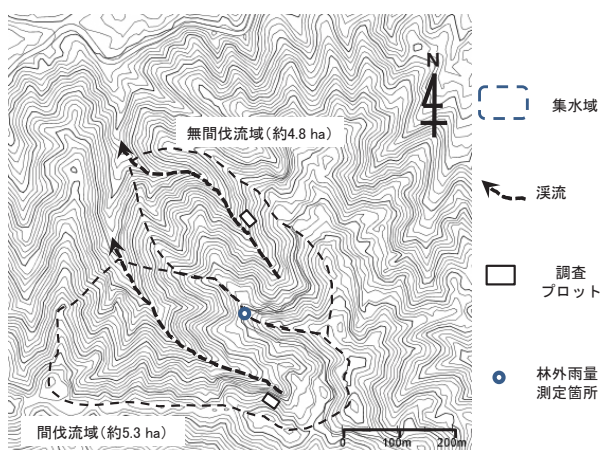 N
無間伐流域（約4.8 ha）
間伐流域（約5.3 ha）
0 100m 200m
集水域
渓流
調査
プロット
林外雨量
測定箇所